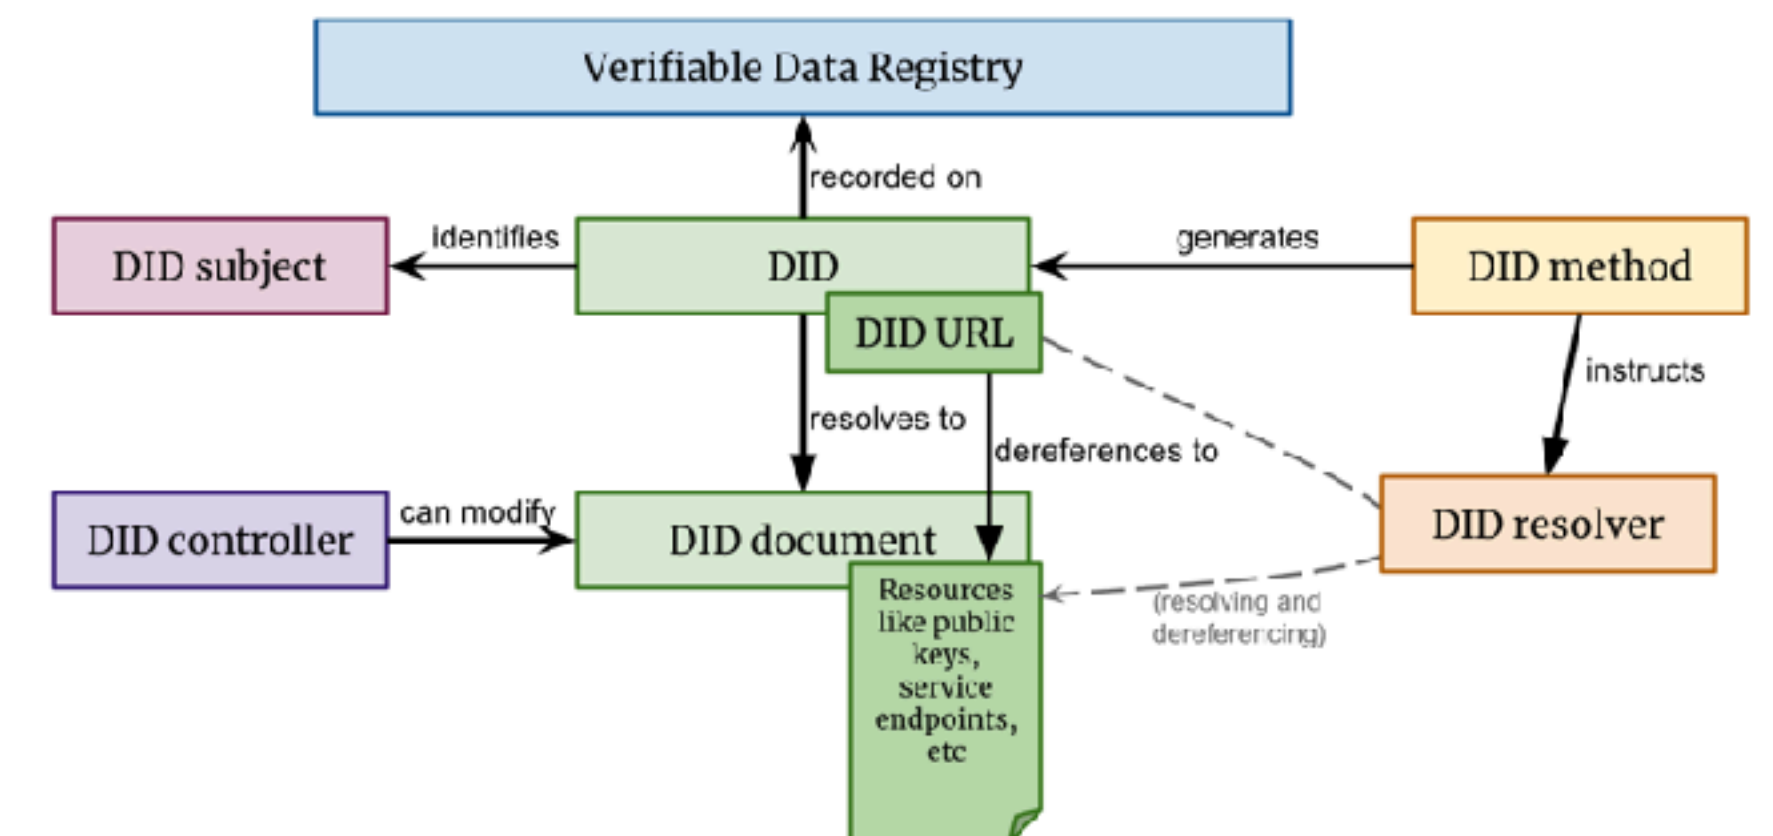 Verifiable Data Registry
recorded on
DID subject
identifies
DID
generates
DID method
DID URL
instructs
resolves to
dereferences to
DID controller
can modify
DID document
DID resolver
Resources
like public
keys,
service
endpoints,
etc
(resolving and
dereferencing)